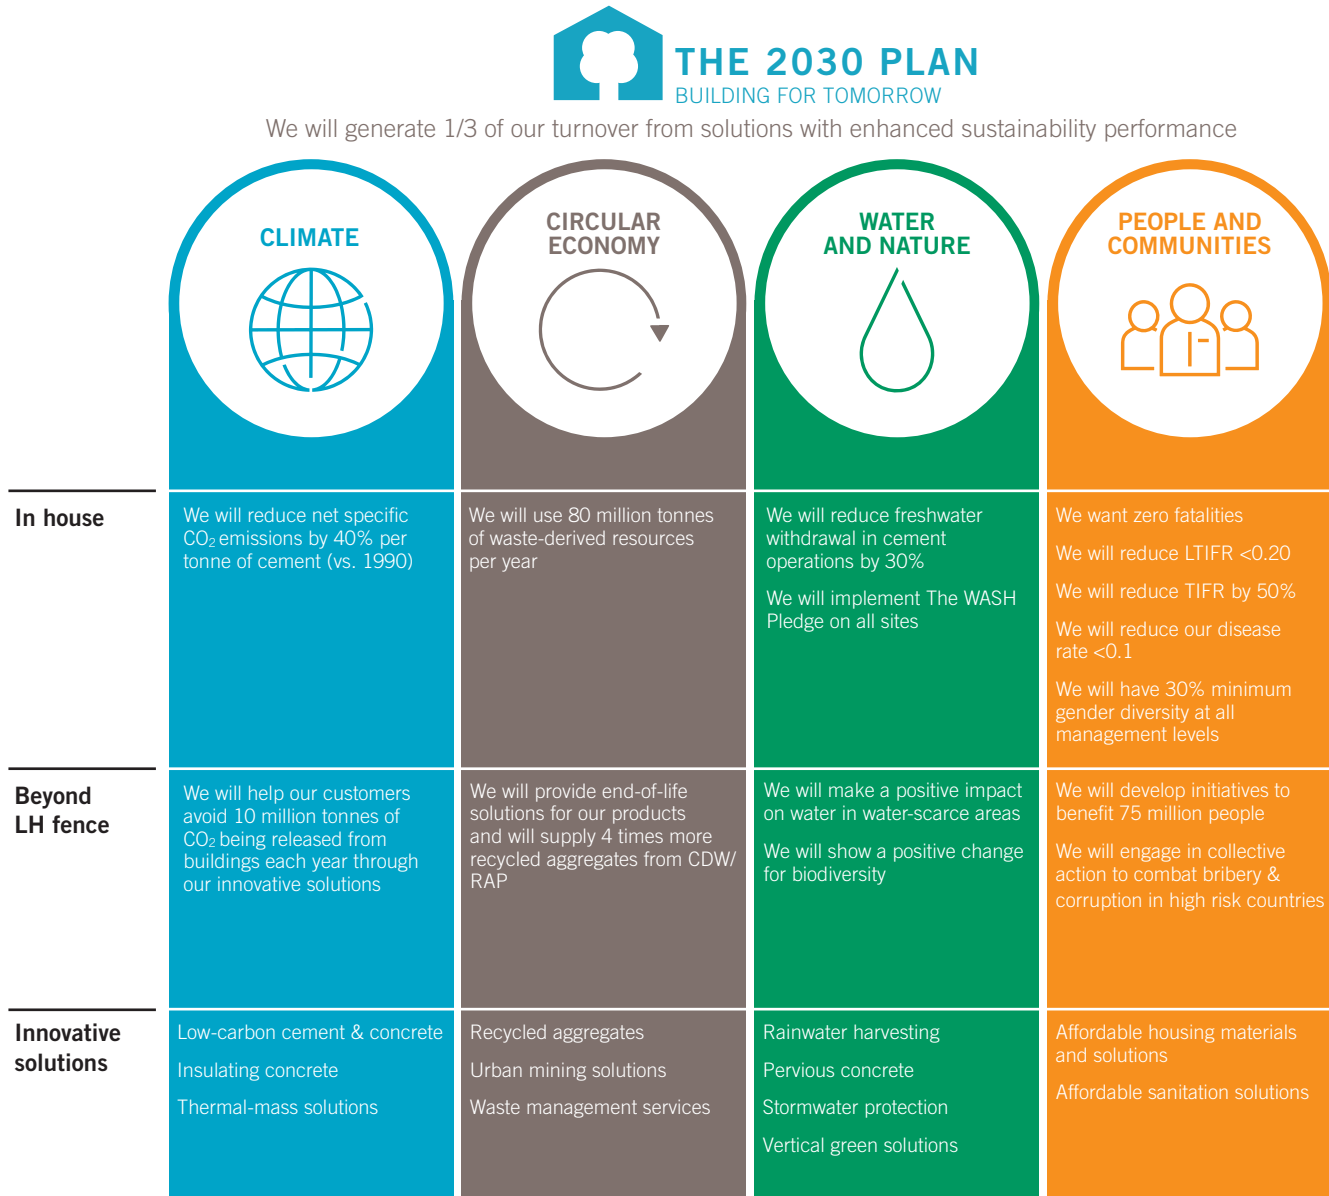 THE 2030 PLAN
BUILDING FOR TOMORROW
We will generate 1/3 of our turnover from solutions with enhanced sustainability performance
CLIMATE
CIRCULAR
ECONOMY
WATER
AND NATURE
PEOPLE AND
COMMUNITIES
In house
We will reduce net specific
CO₂ emissions by 40% per
tonne of cement (vs. 1990)
We will use 80 million tonnes
of waste-derived resources
per year
We will reduce freshwater
withdrawal in cement
operations by 30%
We will implement The WASH
Pledge on all sites
We want zero fatalities
We will reduce LTIFR <0.20
We will reduce TIFR by 50%
We will reduce our disease
rate <0.1
We will have 30% minimum
gender diversity at all
management levels
Beyond
LH fence
We will help our customers
avoid 10 million tonnes of
CO₂ being released from
buildings each year through
our innovative solutions
We will provide end-of-life
solutions for our products
and will supply 4 times more
recycled aggregates from CDW/
RAP
We will make a positive impact
on water in water-scarce areas
We will show a positive change
for biodiversity
We will develop initiatives to
benefit 75 million people
We will engage in collective
action to combat bribery &
corruption in high risk countries
Innovative
solutions
Low-carbon cement & concrete
Insulating concrete
Thermal-mass solutions
Recycled aggregates
Urban mining solutions
Waste management services
Rainwater harvesting
Pervious concrete
Stormwater protection
Vertical green solutions
Affordable housing materials
and solutions
Affordable sanitation solutions